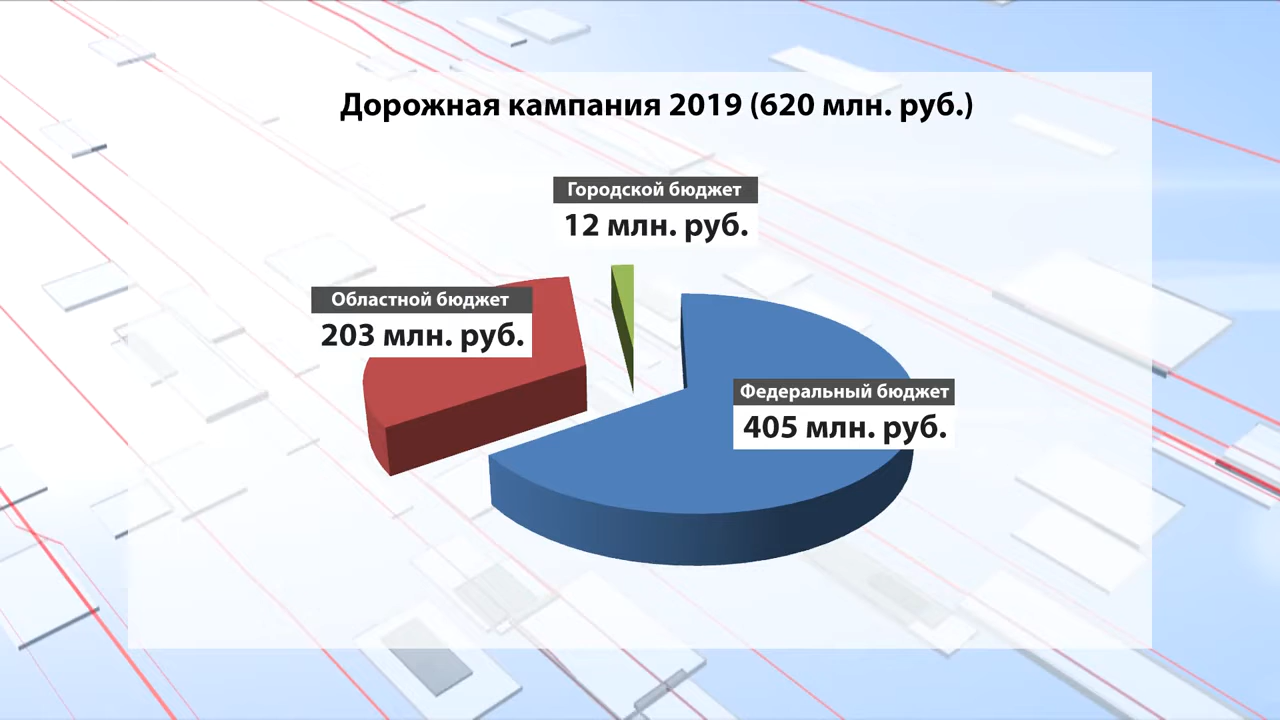 Дорожная кампания 2019 (620 млн. руб.)
Городской бюджет
12 млн. руб.
Областной бюджет
203 млн. руб.
Федеральный бюджет
405 млн. руб.